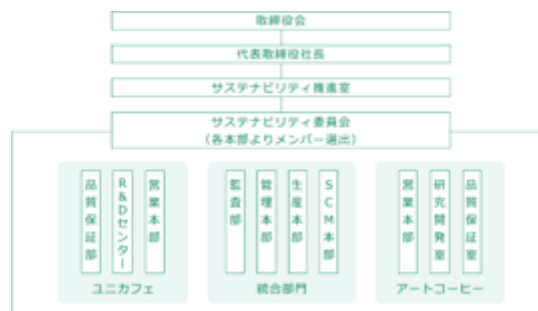 取締役会
代表取締役社長
サステナビリティ推進室
サステナビリティ委員会
（各本部よりメンバー選出）
品質保証部
R&Dセンター
営業本部
ユニカフェ
監査部
管理本部
生産本部
SCM本部
統合部門
営業本部
研究開発室
品質保証室
アートコーヒー